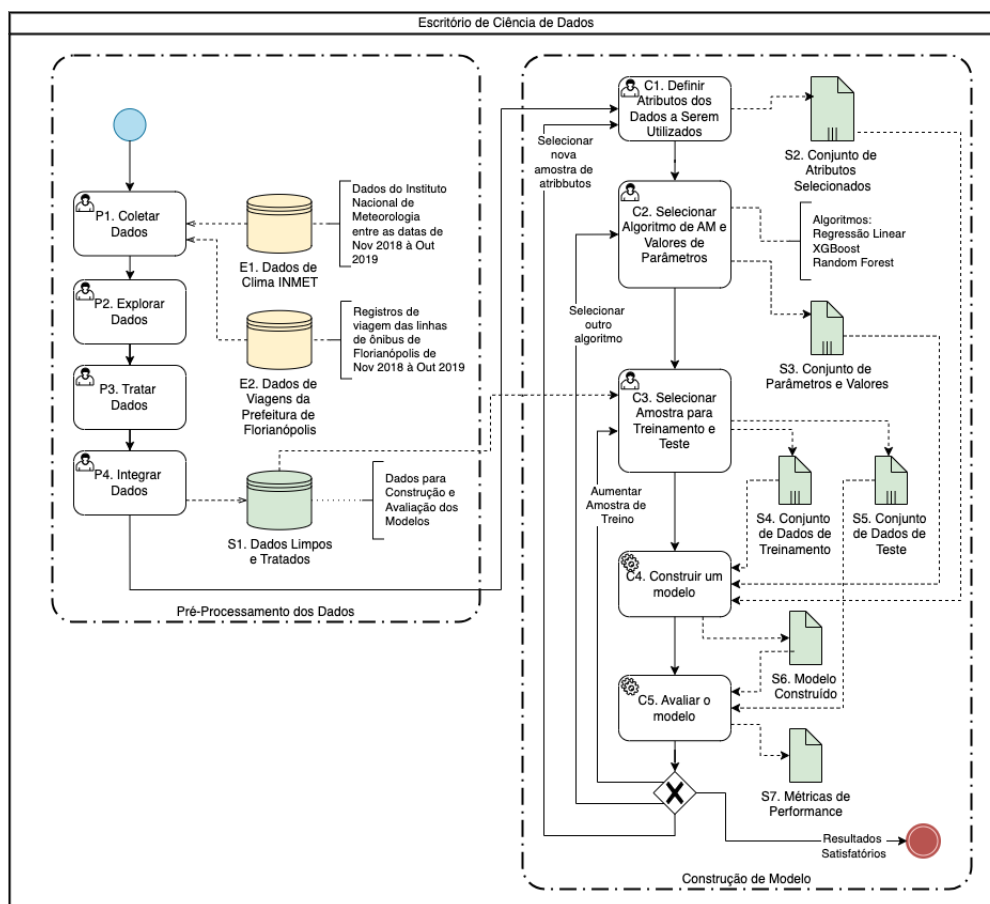 Escritório de Ciência de Dados
P1. Coletar
Dados
Dados do Instituto
Nacional de
Meteorologia
entre as datas de
Nov 2018 à Out
2019
E1. Dados de
Clima INMET
P2. Explorar
Dados
Registros de
viagem das linhas
de ônibus de
Florianópolis de
Nov 2018 à Out 2019
E2. Dados de
Viagens da
Prefeitura de
Florianópolis
P3. Tratar
Dados
P4. Integrar
Dados
Dados para
Construção e
Avaliação dos
Modelos
S1. Dados Limpos
e Tratados
Pré-Processamento dos Dados
C1. Definir
Atributos dos
Dado a Serem
Utilizados
Selecionar
nova
amostra de
atribbutos
S2. Conjunto de
Atributos
Selecionados
C2. Selecionar
Algoritmo de AM e
Valores de
Parâmetros
Algoritmos:
Regressão Linear
XGBoost
Random Forest
Selecionar
outro
algoritmo
S3. Conjunto de
Parâmetros e Valores
C3. Selecionar
Amostra para
Treinamento e
Teste
Aumentar
Amostra de
Treino
S4. Conjunto
de Dados de
Treinamento
S5. Conjunto
de Dados de
Teste
C4. Construir um
modelo
S6. Modelo
Construído
C5. Avaliar o
modelo
S7. Métricas de
Performance
Resultados
Satisfatórios
Construção de Modelo